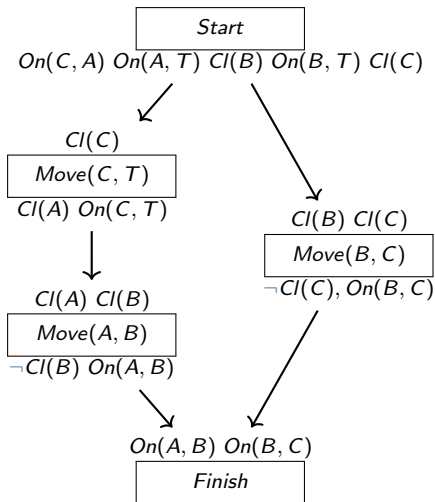 Start
On(C, A) On(A, T) Cl(B) On(B, T) Cl(C)
Cl(C)
Move(C, T)
Cl(A) On(C, T)
Cl(B) Cl(C)
Move(B, C)
¬Cl(C), On(B, C)
Cl(A) Cl(B)
Move(A, B)
¬Cl(B) On(A, B)
On(A, B) On(B, C)
Finish